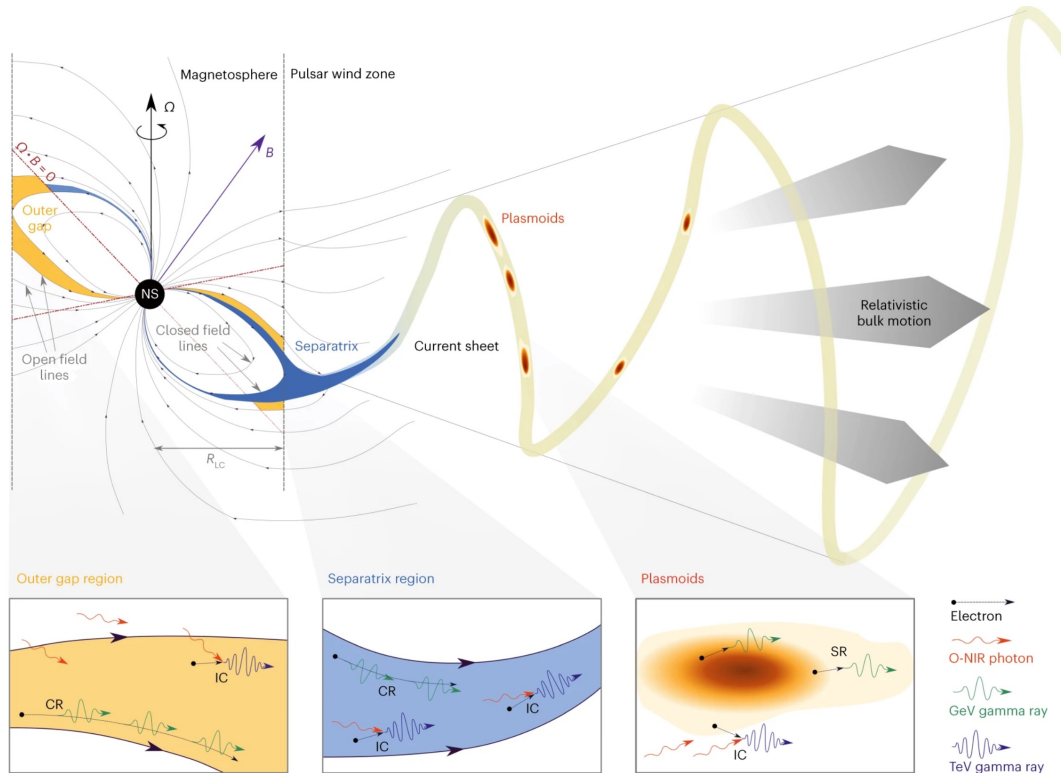 Magnetosphere
Pulsar wind zone
Ω
B
Ω · B = 0
Outer
gap
Plasmoids
NS
Relativistic
bulk motion
Closed field
lines
Separatrix
Current sheet
Open field
lines
R_LC
Outer gap region
Separatrix region
Plasmoids
IC
CR
CR
IC
IC
SR
IC
Electron
O-NIR photon
GeV gamma ray
TeV gamma ray